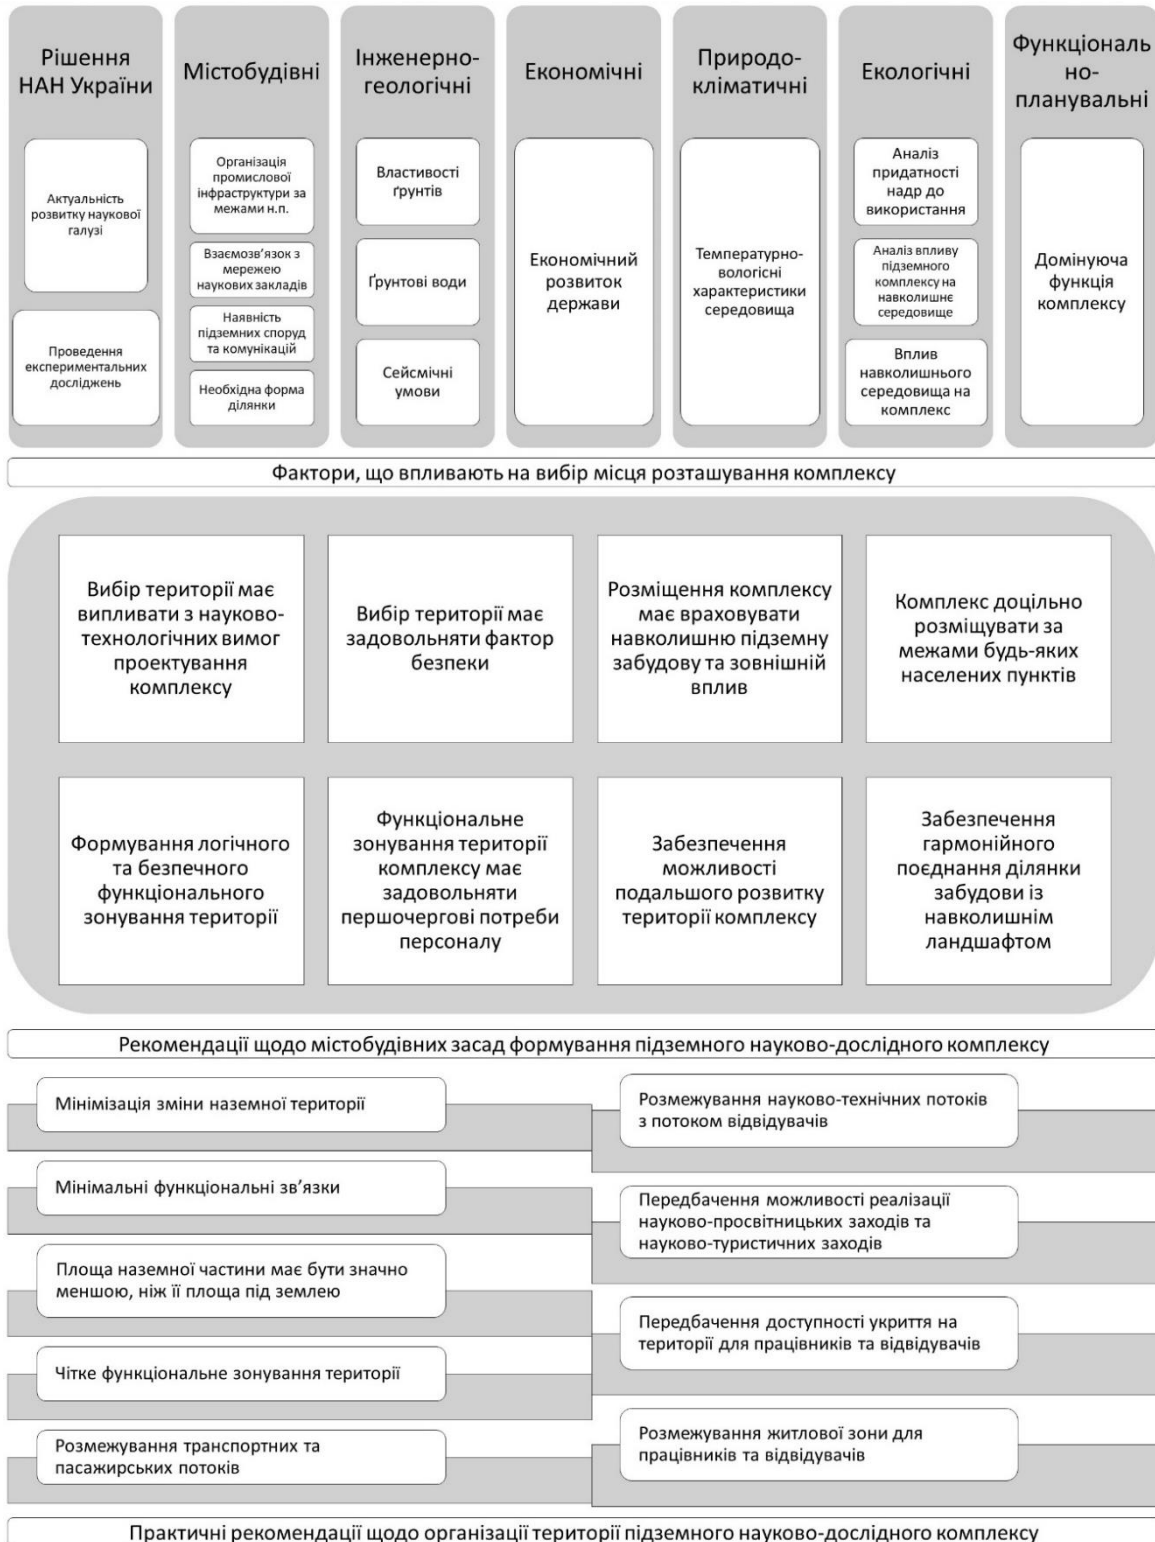 Рішення
НАН України
Актуальність
розвитку наукової
галузі
Проведення
експериментальних
досліджень
Містобудівні
Організація
промислової
інфраструктури за
межами н.п.
Взаємозв’язок з
мережею
наукових закладів
Наявність
підземних споруд
та комунікацій
Необхідна форма
ділянки
Інженерно-
геологічні
Властивості
ґрунтів
Ґрунтові води
Сейсмічні
умови
Економічні
Економічний
розвиток
держави
Природо-
кліматичні
Температурно-
вологісні
характеристики
середовища
Екологічні
Аналіз
придатності
надр до
використання
Аналіз впливу
підземного
комплексу на
навколишнє
середовище
Вплив
навколишнього
середовища на
комплекс
Функціональ
но-
планувальні
Домінуюча
функція
комплексу
Фактори, що впливають на вибір місця розташування комплексу
Вибір території має
випливати з науково-
технологічних вимог
проектування
комплексу
Вибір території має
задовольняти фактор
безпеки
Розміщення комплексу
має враховувати
навколишню підземну
забудову та зовнішній
вплив
Комплекс доцільно
розміщувати за
межами будь-яких
населених пунктів
Формування логічного
та безпечного
функціонального
зонування території
Функціональне
зонування території
комплексу має
задовольняти
першочергові потреби
персоналу
Забезпечення
можливості
подальшого розвитку
території комплексу
Забезпечення
гармонійного
поєднання ділянки
забудови із
навколишнім
ландшафтом
Рекомендації щодо містобудівних засад формування підземного науково-дослідного комплексу
Мінімізація зміни наземної території
Мінімальні функціональні зв’язки
Площа наземної частини має бути значно
меншою, ніж її площа під землею
Чітке функціональне зонування території
Розмежування транспортних та
пасажирських потоків
Розмежування науково-технічних потоків
з потоком відвідувачів
Передбачення можливості реалізації
науково-просвітницьких заходів та
науково-туристичних заходів
Передбачення доступності укриття на
території для працівників та відвідувачів
Розмежування житлової зони для
працівників та відвідувачів
Практичні рекомендації щодо організації території підземного науково-дослідного комплексу